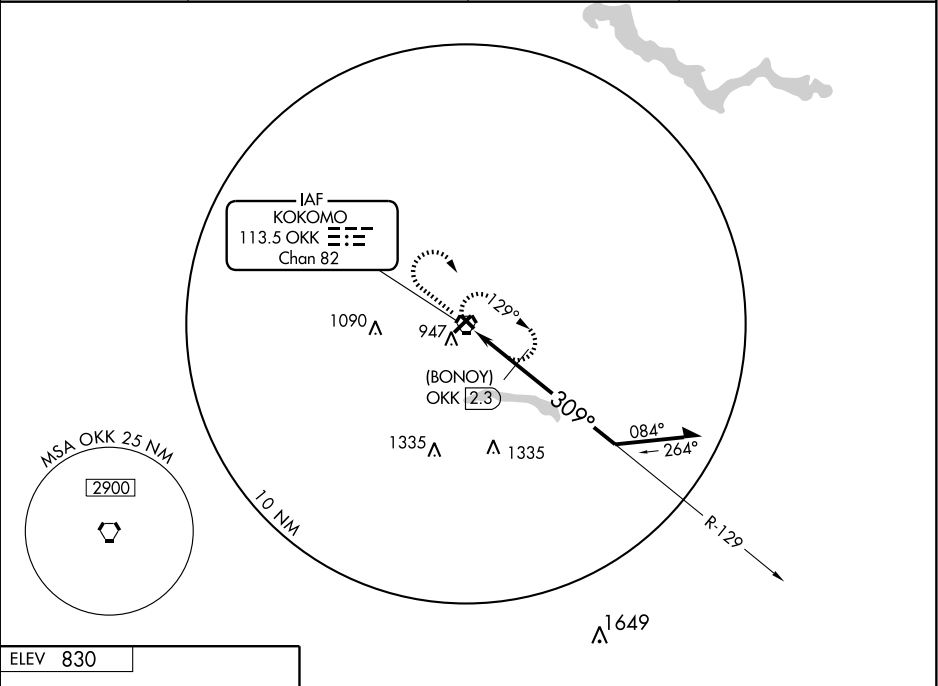 IAF
KOKOMO
113.5 OKK
Chan 82
129°
1090
947
(BONOY)
OKK 2.3
309°
084°
264°
1335
1335
MSA OKK 25 NM
2900
10 NM
R-129
1649
ELEV 830